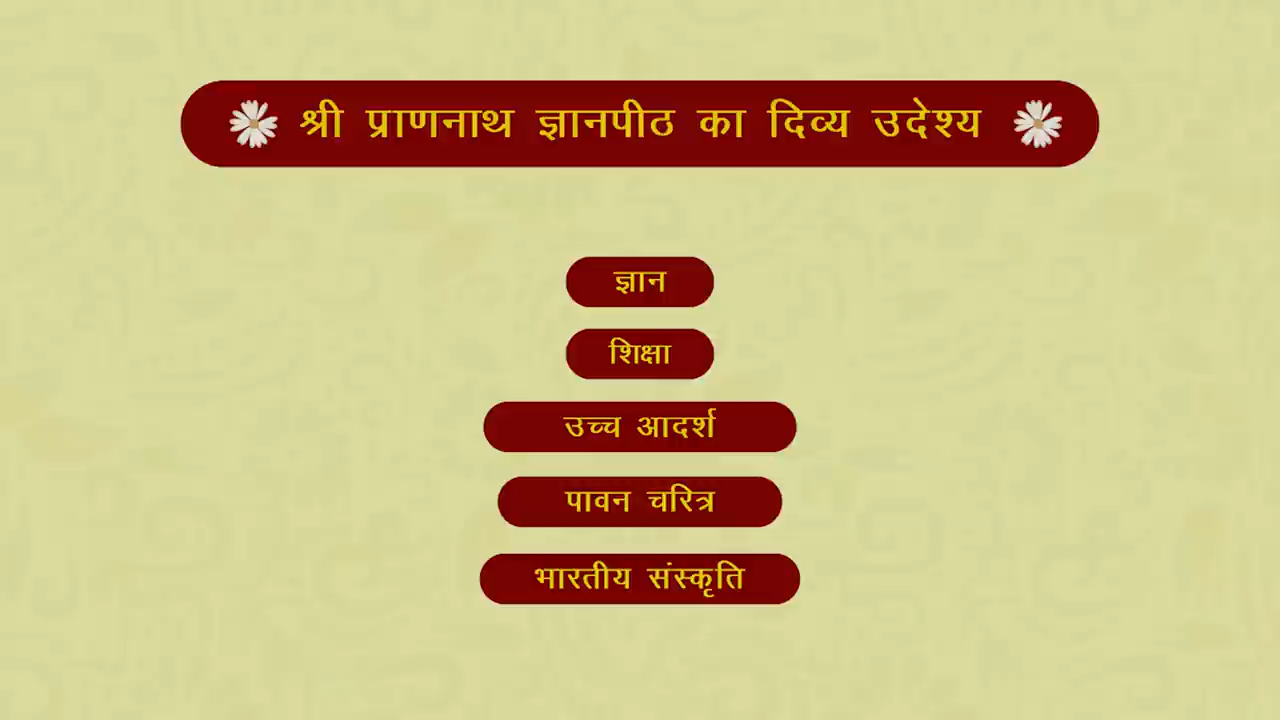 श्री प्राणनाथ ज्ञानपीठ का दिव्य उदेश्य
ज्ञान
शिक्षा
उच्च आदर्श
पावन चरित्र
भारतीय संस्कृति